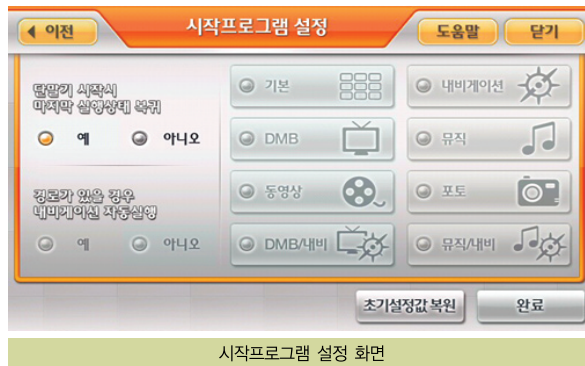 이전
시작프로그램 설정
도움말
닫기
단말기 시작시
마지막 실행상태 복귀
예
아니오
경로가 있을 경우
내비게이션 자동실행
예
아니오
기본
내비게이션
DMB
뮤직
동영상
포토
DMB/내비
뮤직/내비
초기설정값 복원
완료
시작프로그램 설정 화면